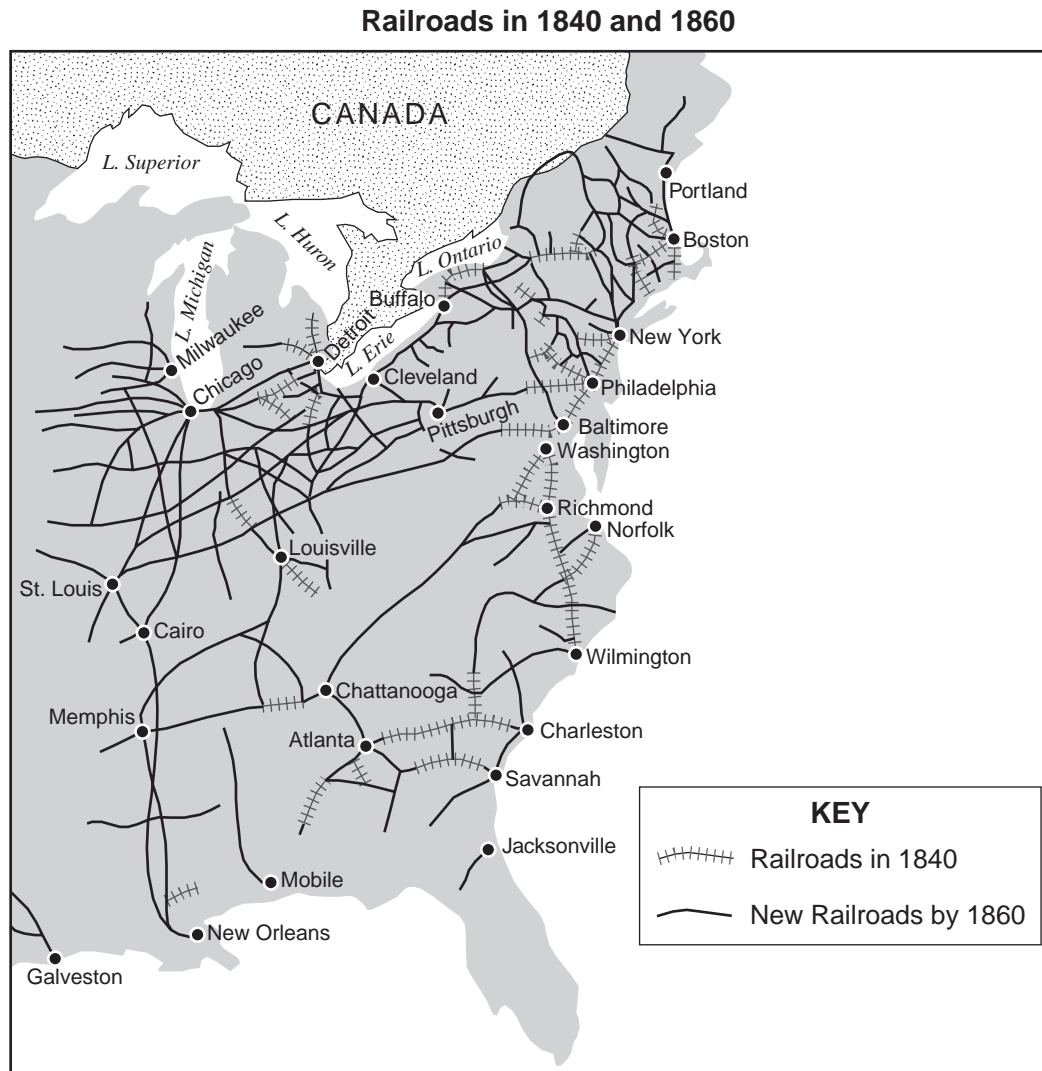 Railroads in 1840 and 1860
CANADA
L. Superior
L. Huron
L. Michigan
L. Ontario
L. Erie
Portland
Boston
Buffalo
New York
Milwaukee
Detroit
Chicago
Cleveland
Philadelphia
Pittsburgh
Baltimore
Washington
Richmond
Norfolk
Louisville
St. Louis
Cairo
Wilmington
Chattanooga
Memphis
Atlanta
Charleston
Savannah
Jacksonville
Mobile
New Orleans
Galveston
KEY
Railroads in 1840
New Railroads by 1860